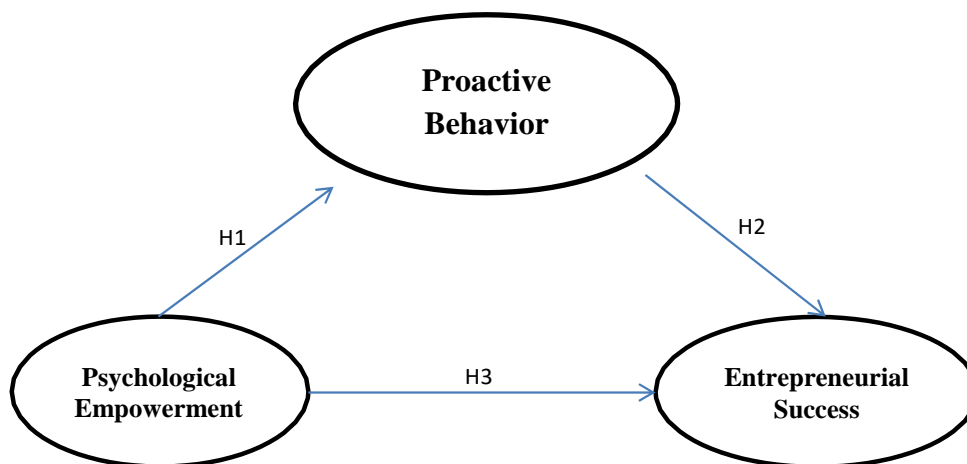 Proactive
Behavior
H1
H2
Psychological
Empowerment
H3
Entrepreneurial
Success